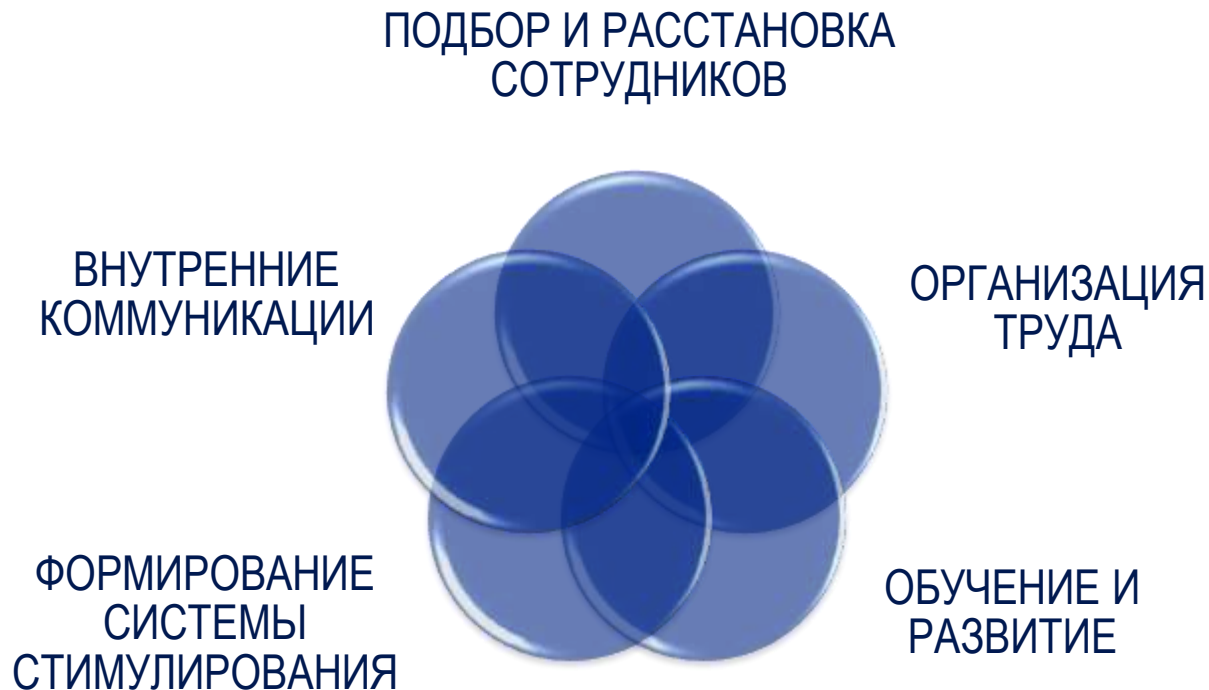 ПОДБОР И РАССТАНОВКА
СОТРУДНИКОВ
ВНУТРЕННИЕ
КОММУНИКАЦИИ
ОРГАНИЗАЦИЯ
ТРУДА
ФОРМИРОВАНИЕ
СИСТЕМЫ
СТИМУЛИРОВАНИЯ
ОБУЧЕНИЕ И
РАЗВИТИЕ